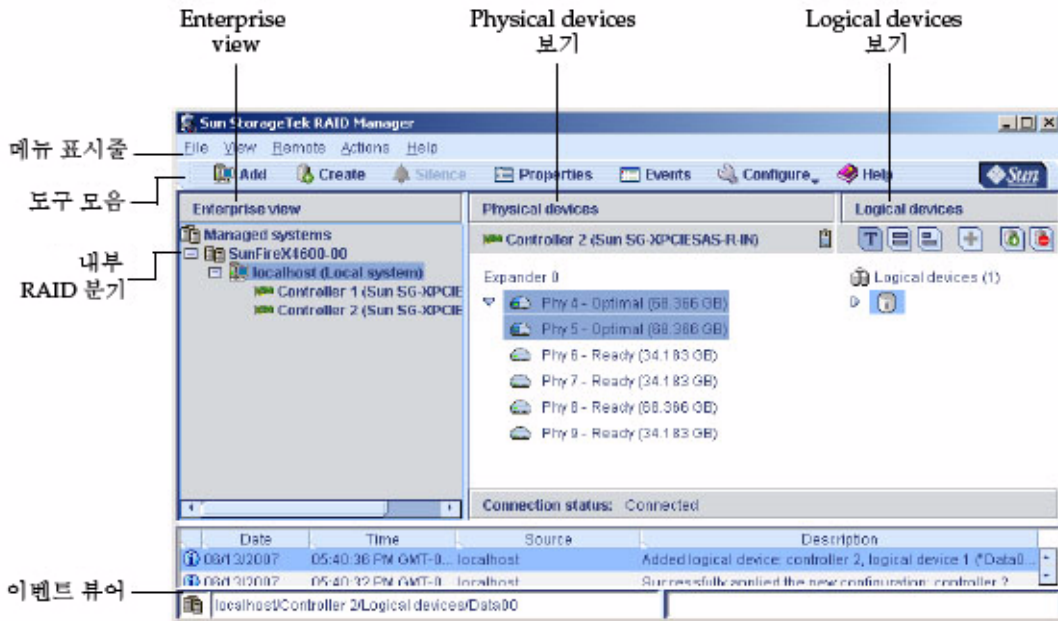 Enterprise
view
Physical devices
보기
Logical devices
보기
Sun StorageTek RAID Manager
메뉴 표시줄
File View Remote Actions Help
도구 모음
Add Create Silence Properties Events Configure Help Sun
Enterprise view
Physical devices
Logical devices
Managed systems
Controller 2 (Sun SG-XPCIESAS-R-IN)
내부
RAID 분기
SunFireX4600-00
localhost (Local system)
Controller 1 (Sun SG-XPCIE
Controller 2 (Sun SG-XPCIE
Expander 0
Phy 4 - Optimal (68.366 GB)
Phy 5 - Optimal (68.366 GB)
Phy 6 - Ready (34.183 GB)
Phy 7 - Ready (34.183 GB)
Phy 8 - Ready (68.366 GB)
Phy 9 - Ready (34.183 GB)
Logical devices (1)
Connection status: Connected
Date Time Source Description
06/13/2007 05:40:36 PM GMT-0... localhost Added logical device: controller 2, logical device 1 ("Data0...
06/13/2007 05:40:32 PM GMT-0... localhost Successfully applied the new configuration: controller 2
이벤트 뷰어
localhost/Controller 2/Logical devices/Data00